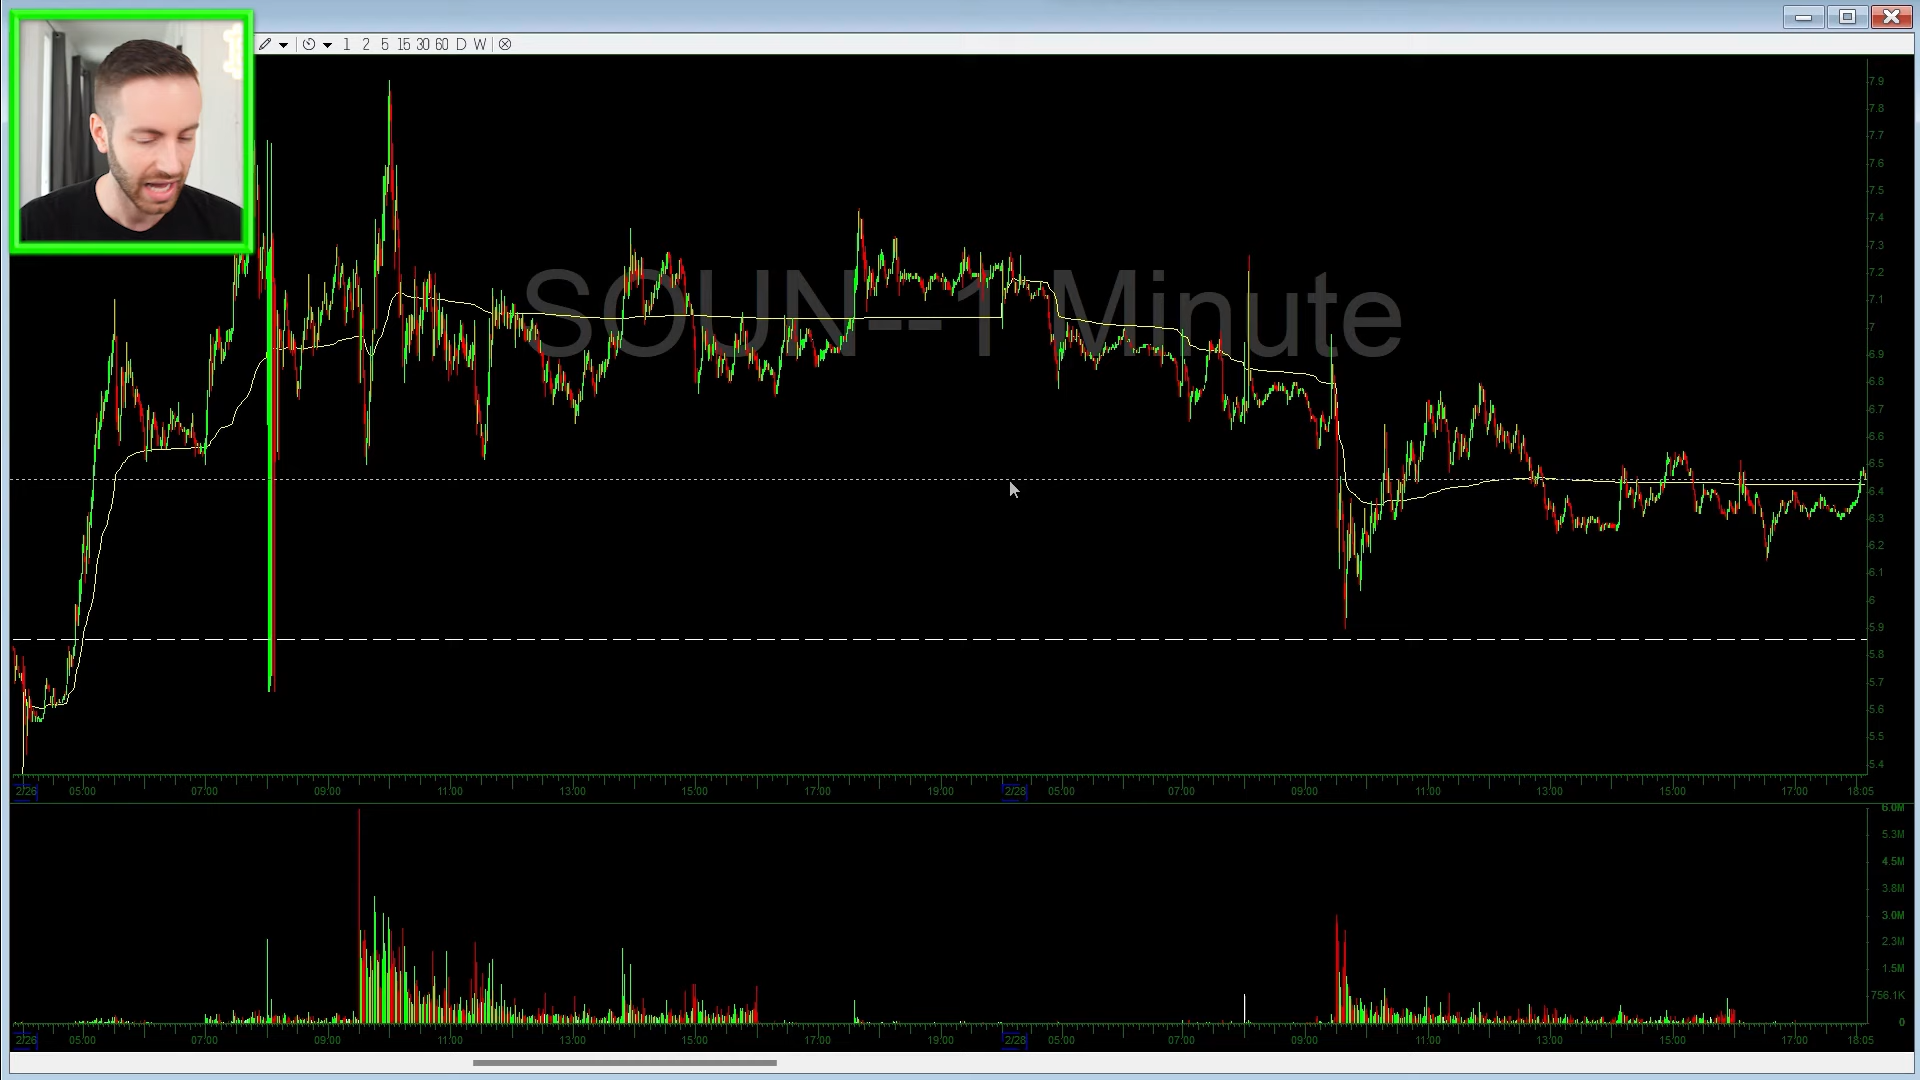 1 2 5 15 30 60 D W
SOUN--1 Minute
7.9
7.8
7.7
7.6
7.5
7.4
7.3
7.2
7.1
7
6.9
6.8
6.7
6.6
6.5
6.4
6.3
6.2
6.1
6
5.9
5.8
5.7
5.6
5.5
5.4
2/26 05:00 07:00 09:00 11:00 13:00 15:00 17:00 19:00 2/28 05:00 07:00 09:00 11:00 13:00 15:00 17:00 18:05
6.0M
5.3M
4.5M
3.8M
3.0M
2.3M
1.5M
756.1K
0
2/26 05:00 07:00 09:00 11:00 13:00 15:00 17:00 19:00 2/28 05:00 07:00 09:00 11:00 13:00 15:00 17:00 18:05